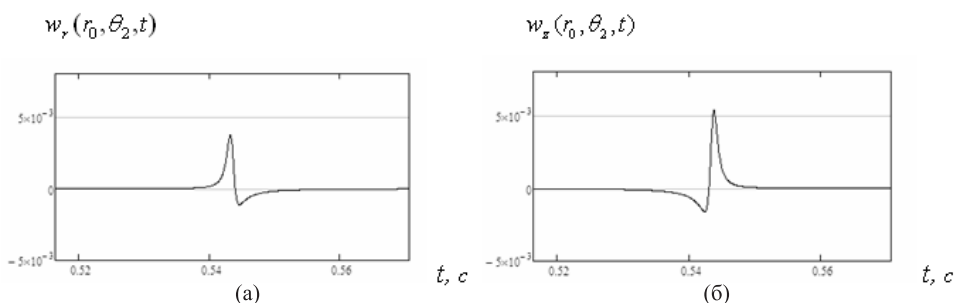 w_r(r_0,θ_2,t)
5×10^-3
0
−5×10^-3
0.52 0.54 0.56
t, c
(а)
w_z(r_0,θ_2,t)
5×10^-3
0
−5×10^-3
0.52 0.54 0.56
t, c
(б)